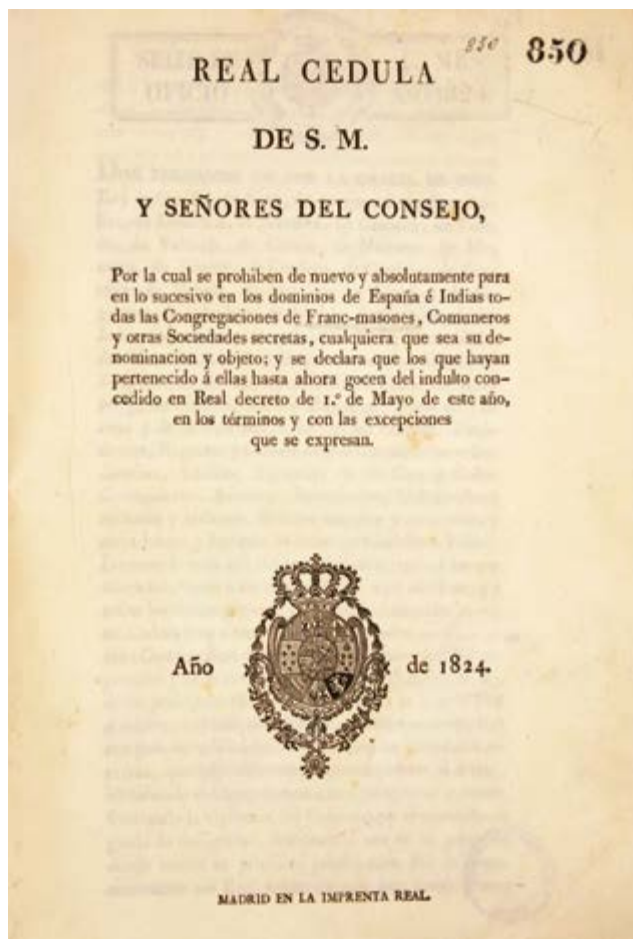 850 850
REAL CEDULA
DE S. M.
Y SEÑORES DEL CONSEJO,
Por la cual se prohiben de nuevo y absolutamente para
en lo sucesivo en los dominios de España é Indias to-
das las Congregaciones de Franc-masones, Comuneros
y otras Sociedades secretas, cualquiera que sea su de-
nominacion y objeto; y se declara que los que hayan
pertenecido á ellas hasta ahora gocen del indulto con-
cedido en Real decreto de 1.º de Mayo de este año,
en los términos y con las excepciones
que se expresan.
Año de 1824.
MADRID EN LA IMPRENTA REAL.